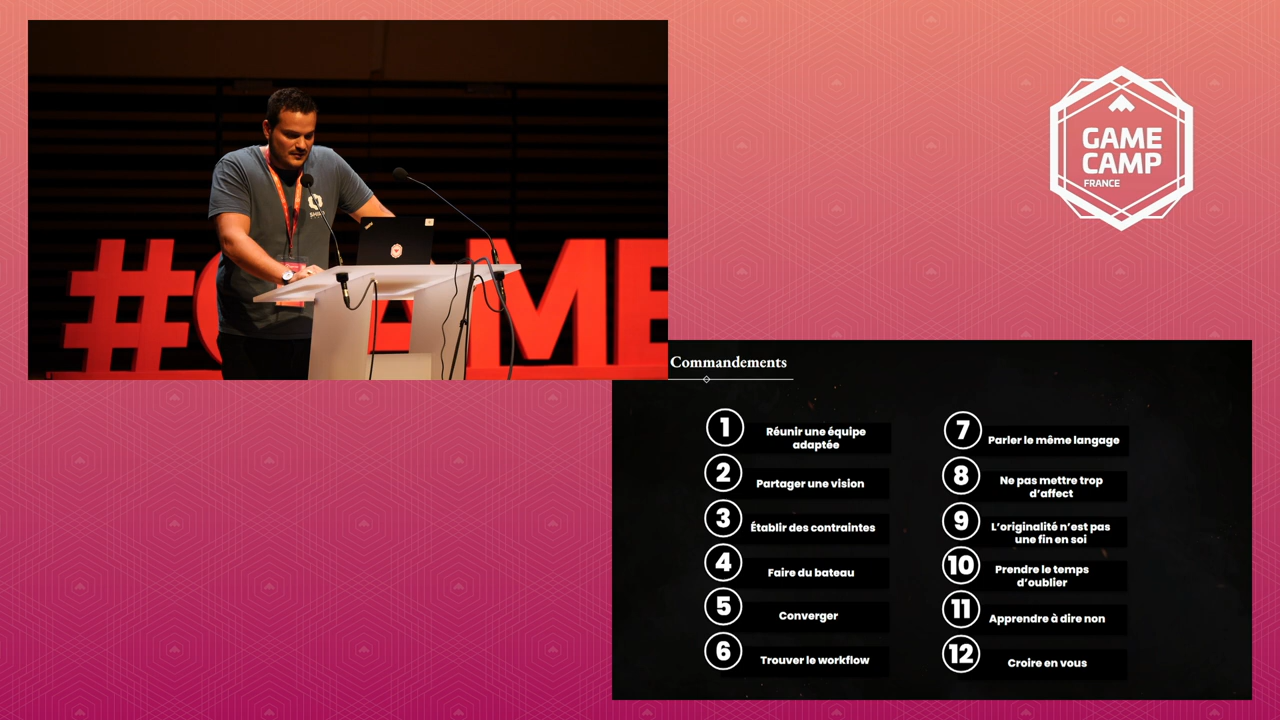 #GAME
GAME
CAMP
FRANCE
Commandements
1
Réunir une équipe
adaptée
2
Partager une vision
3
Établir des contraintes
4
Faire du bateau
5
Converger
6
Trouver le workflow
7
Parler le même langage
8
Ne pas mettre trop
d'affect
9
L'originalité n'est pas
une fin en soi
10
Prendre le temps
d'oublier
11
Apprendre à dire non
12
Croire en vous